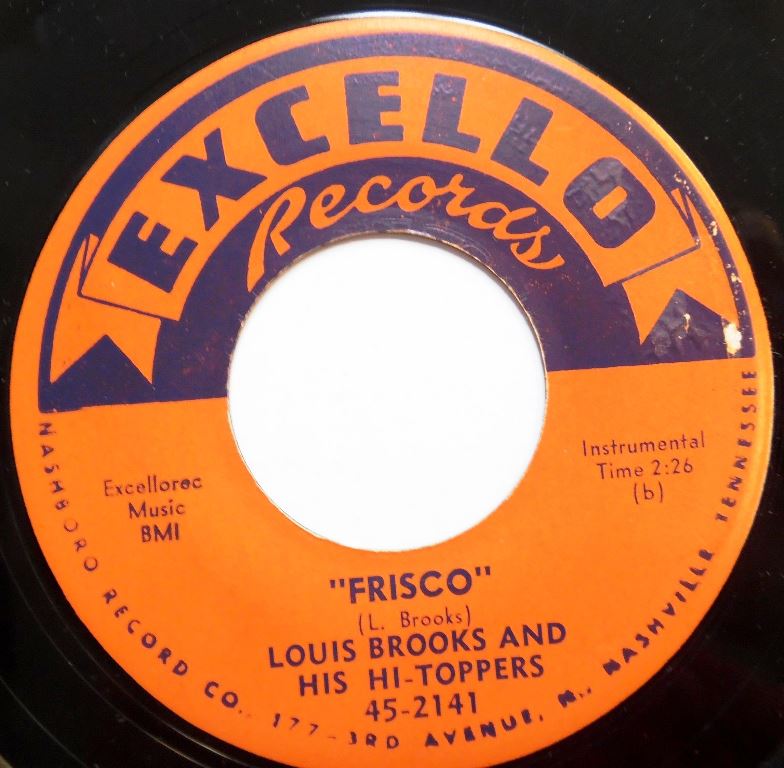 EXCELLO
Records
Excellorec
Music
BMI
Instrumental
Time 2:26
(b)
"FRISCO"
(L. Brooks)
LOUIS BROOKS AND
HIS HI-TOPPERS
45-2141
NASHBORO RECORD CO., 177-3RD AVENUE, N., NASHVILLE TENNESSEE